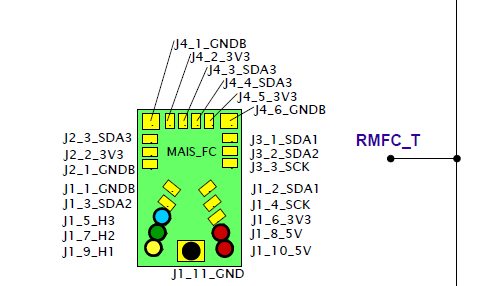 J4_1_GNDB
J4_2_3V3
J4_3_SDA3
J4_4_SDA3
J4_5_3V3
J4_6_GNDB
J2_3_SDA3
J2_2_3V3
J2_1_GNDB
MAIS_FC
J3_1_SDA1
J3_2_SDA2
J3_3_SCK
RMFC_T
J1_1_GNDB
J1_3_SDA2
J1_5_H3
J1_7_H2
J1_9_H1
J1_2_SDA1
J1_4_SCK
J1_6_3V3
J1_8_5V
J1_10_5V
J1_11_GND